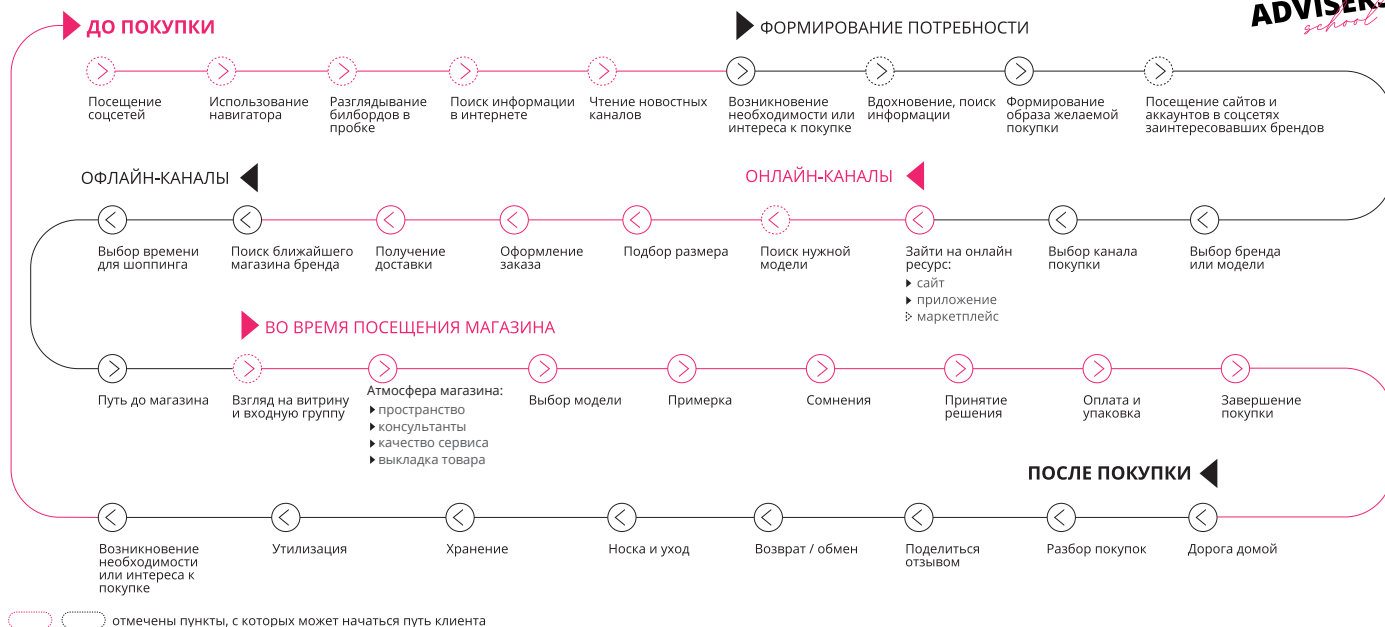 ДО ПОКУПКИ
ФОРМИРОВАНИЕ ПОТРЕБНОСТИ
ADVISERS
school
Посещение
соцсетей
Использование
навигатора
Разглядывание
билбордов в
пробке
Поиск информации
в интернете
Чтение новостных
каналов
Возникновение
необходимости или
интереса к покупке
Вдохновение, поиск
информации
Формирование
образа желаемой
покупки
Посещение сайтов и
аккаунтов в соцсетях
заинтересовавших брендов
ОФЛАЙН-КАНАЛЫ
ОНЛАЙН-КАНАЛЫ
Выбор времени
для шоппинга
Поиск ближайшего
магазина бренда
Получение
доставки
Оформление
заказа
Подбор размера
Поиск нужной
модели
Зайти на онлайн
ресурс:
сайт
приложение
маркетплейс
Выбор канала
покупки
Выбор бренда
или модели
ВО ВРЕМЯ ПОСЕЩЕНИЯ МАГАЗИНА
Путь до магазина
Взгляд на витрину
и входную группу
Атмосфера магазина:
пространство
консультанты
качество сервиса
выкладка товара
Выбор модели
Примерка
Сомнения
Принятие
решения
Оплата и
упаковка
Завершение
покупки
ПОСЛЕ ПОКУПКИ
Возникновение
необходимости
или интереса к
покупке
Утилизация
Хранение
Носка и уход
Возврат / обмен
Поделиться
отзывом
Разбор покупок
Дорога домой
отмечены пункты, с которых может начаться путь клиента